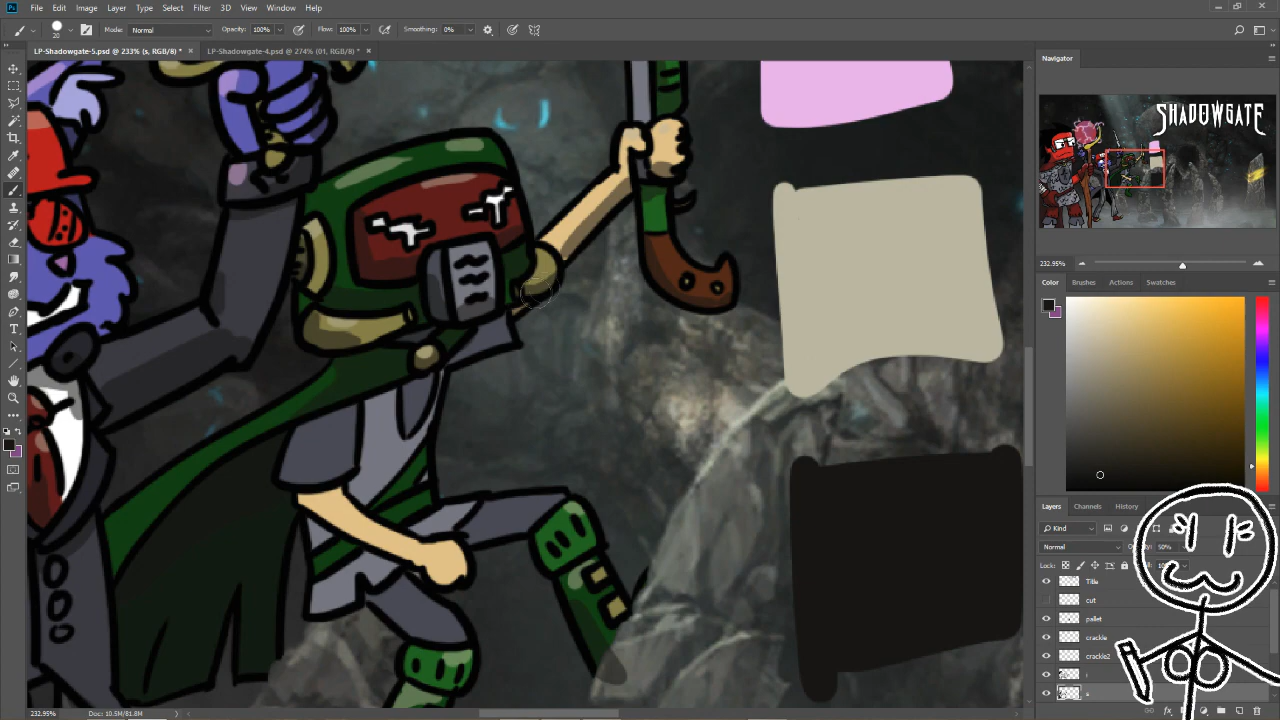 Ps File Edit Image Layer Type Select Filter 3D View Window Help
20 Mode: Normal Opacity: 100% Flow: 100% Smoothing: 0%
LP-Shadowgate-5.psd @ 233% (s, RGB/8) * × LP-Shadowgate-4.psd @ 274% (01, RGB/8) * ×
Navigator
SHADOWGATE
232.95%
Color Brushes Actions Swatches
Layers Channels History
Kind
Normal 50%
Lock:
Title
cut
pallet
crackle
crackle2
i
s
232.95% Doc: 10.5M/81.8M